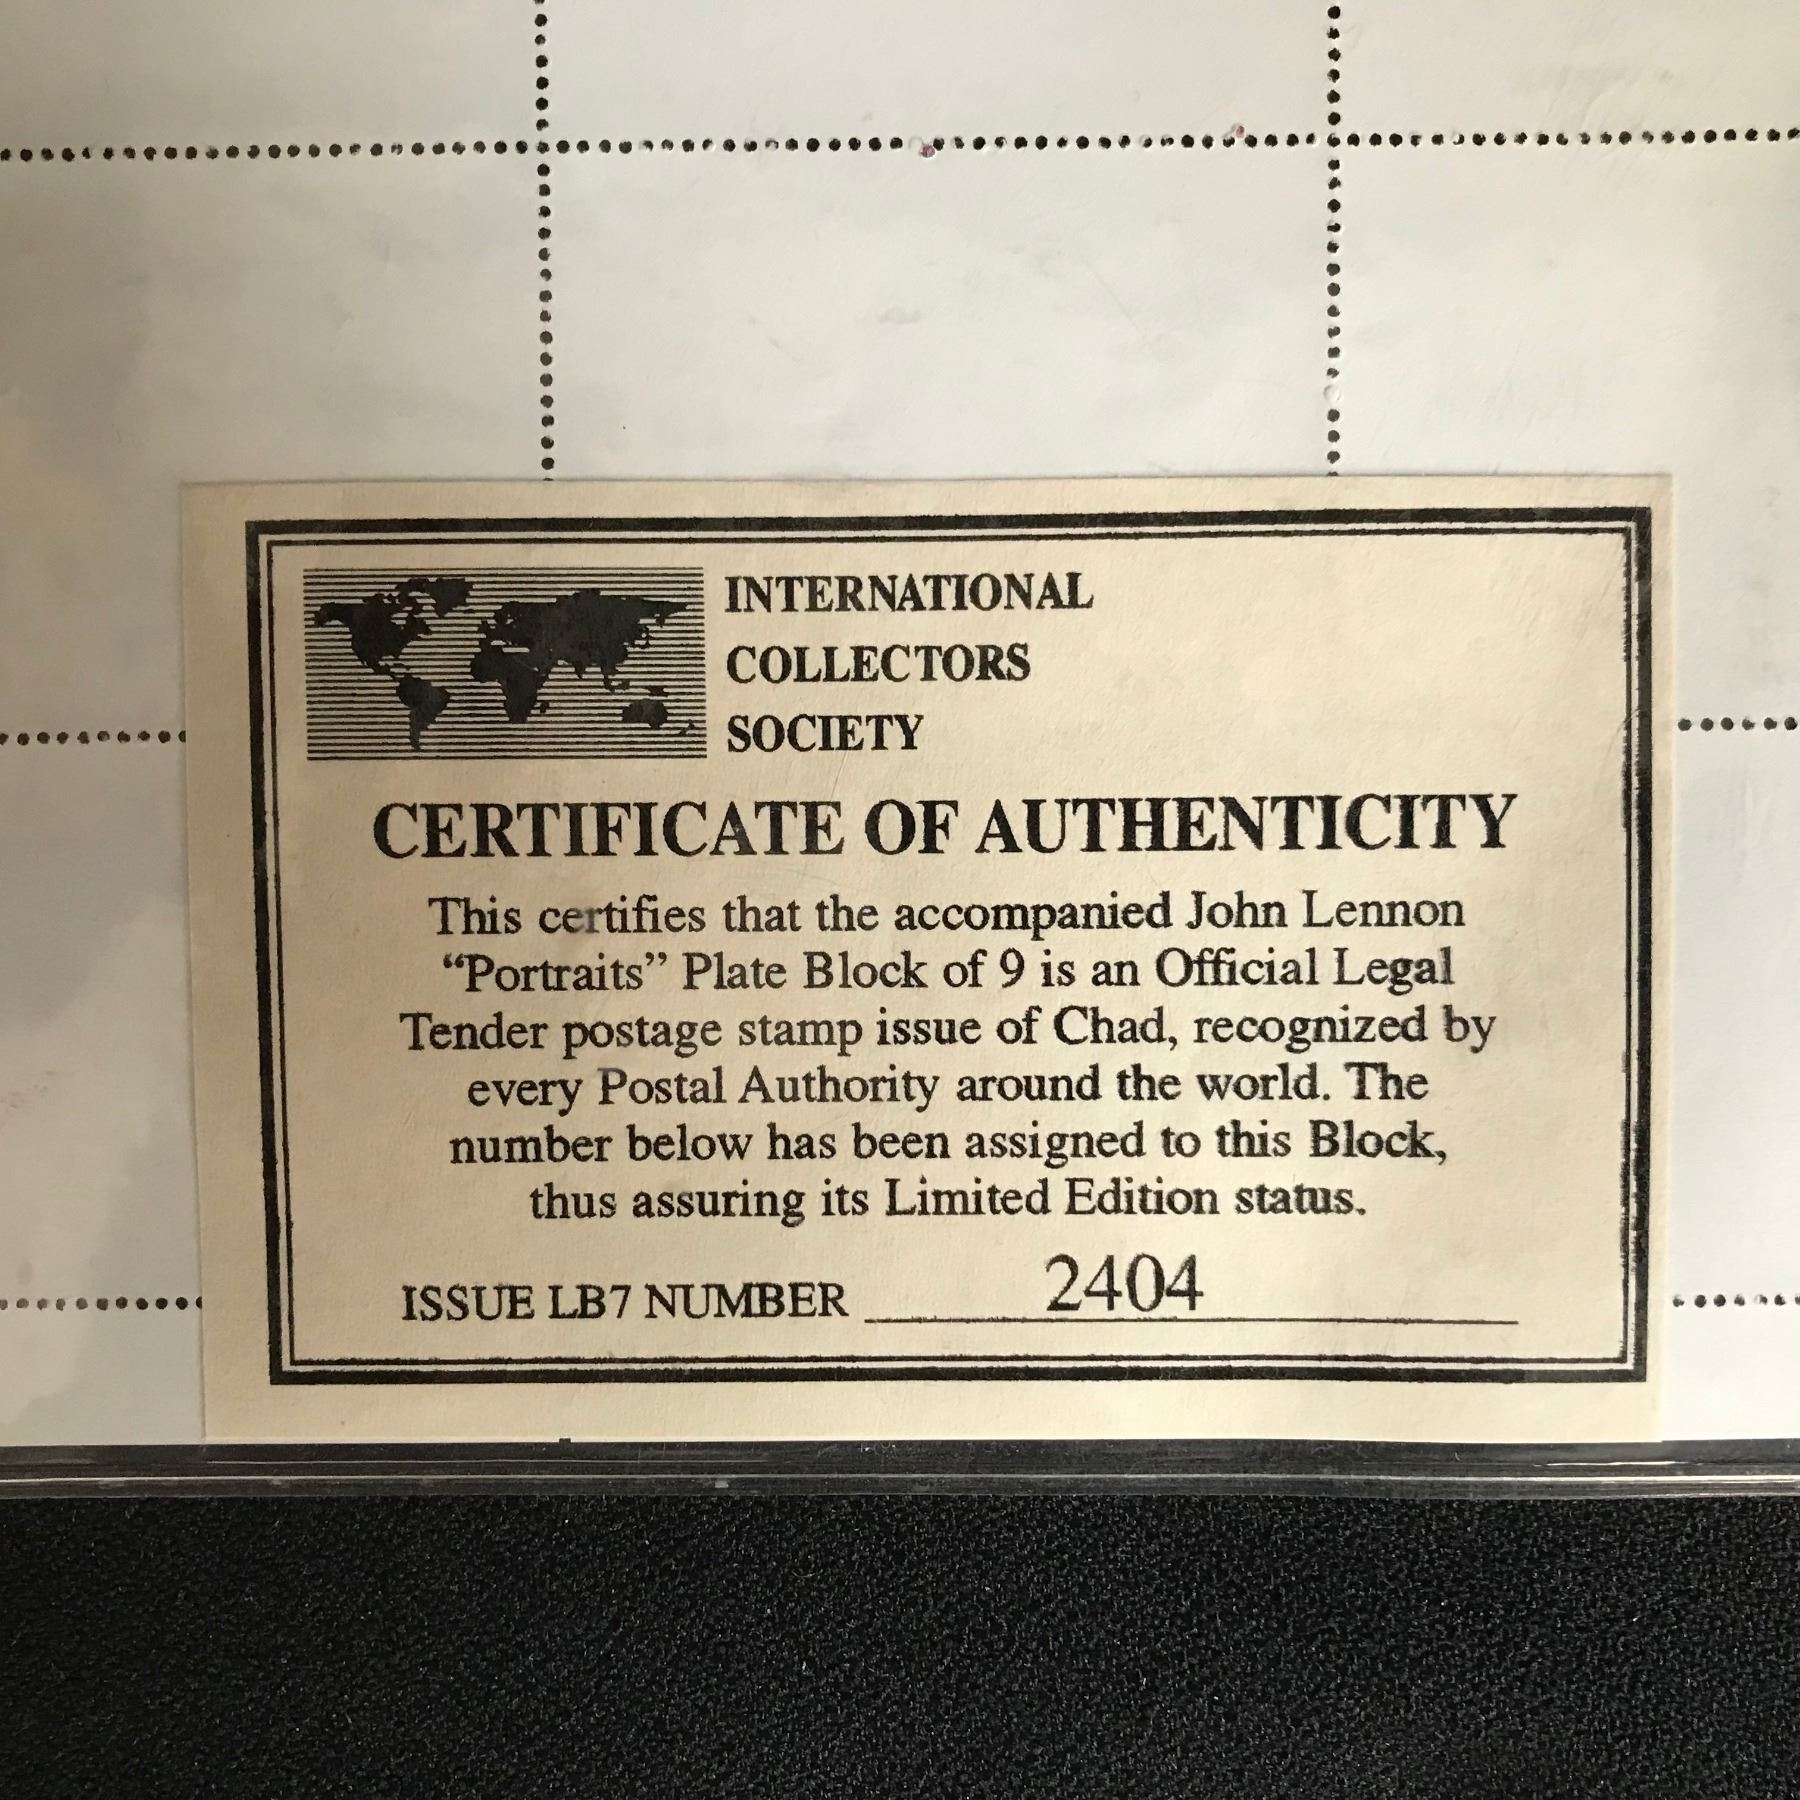 INTERNATIONAL
COLLECTORS
SOCIETY
CERTIFICATE OF AUTHENTICITY
This certifies that the accompanied John Lennon
“Portraits” Plate Block of 9 is an Official Legal
Tender postage stamp issue of Chad, recognized by
every Postal Authority around the world. The
number below has been assigned to this Block,
thus assuring its Limited Edition status.
ISSUE LB7 NUMBER 2404